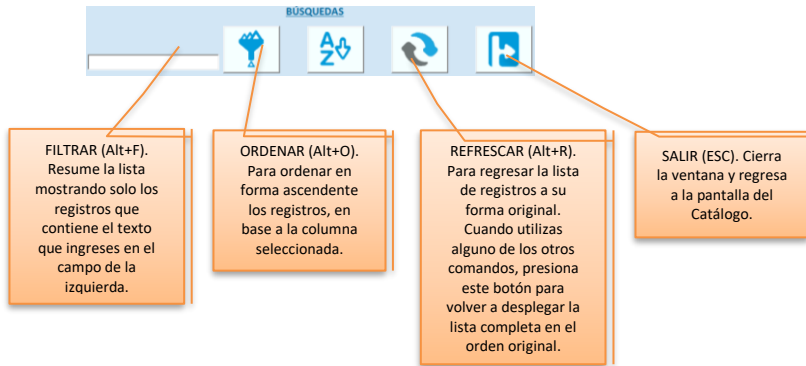 BÚSQUEDAS
A
Z
FILTRAR (Alt+F).
Resume la lista
mostrando solo los
registros que
contiene el texto
que ingreses en el
campo de la
izquierda.
ORDENAR (Alt+O).
Para ordenar en
forma ascendente
los registros, en
base a la columna
seleccionada.
REFRESCAR (Alt+R).
Para regresar la lista
de registros a su
forma original.
Cuando utilizas
alguno de los otros
comandos, presiona
este botón para
volver a desplegar la
lista completa en el
orden original.
SALIR (ESC). Cierra
la ventana y regresa
a la pantalla del
Catálogo.